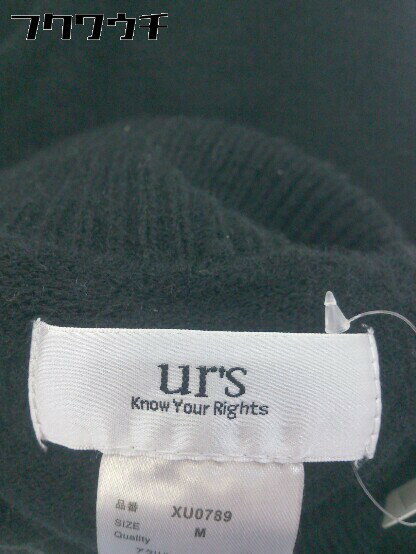 フクワウチ
ur's
Know Your Rights
品番 XU0789
SIZE M
Quality